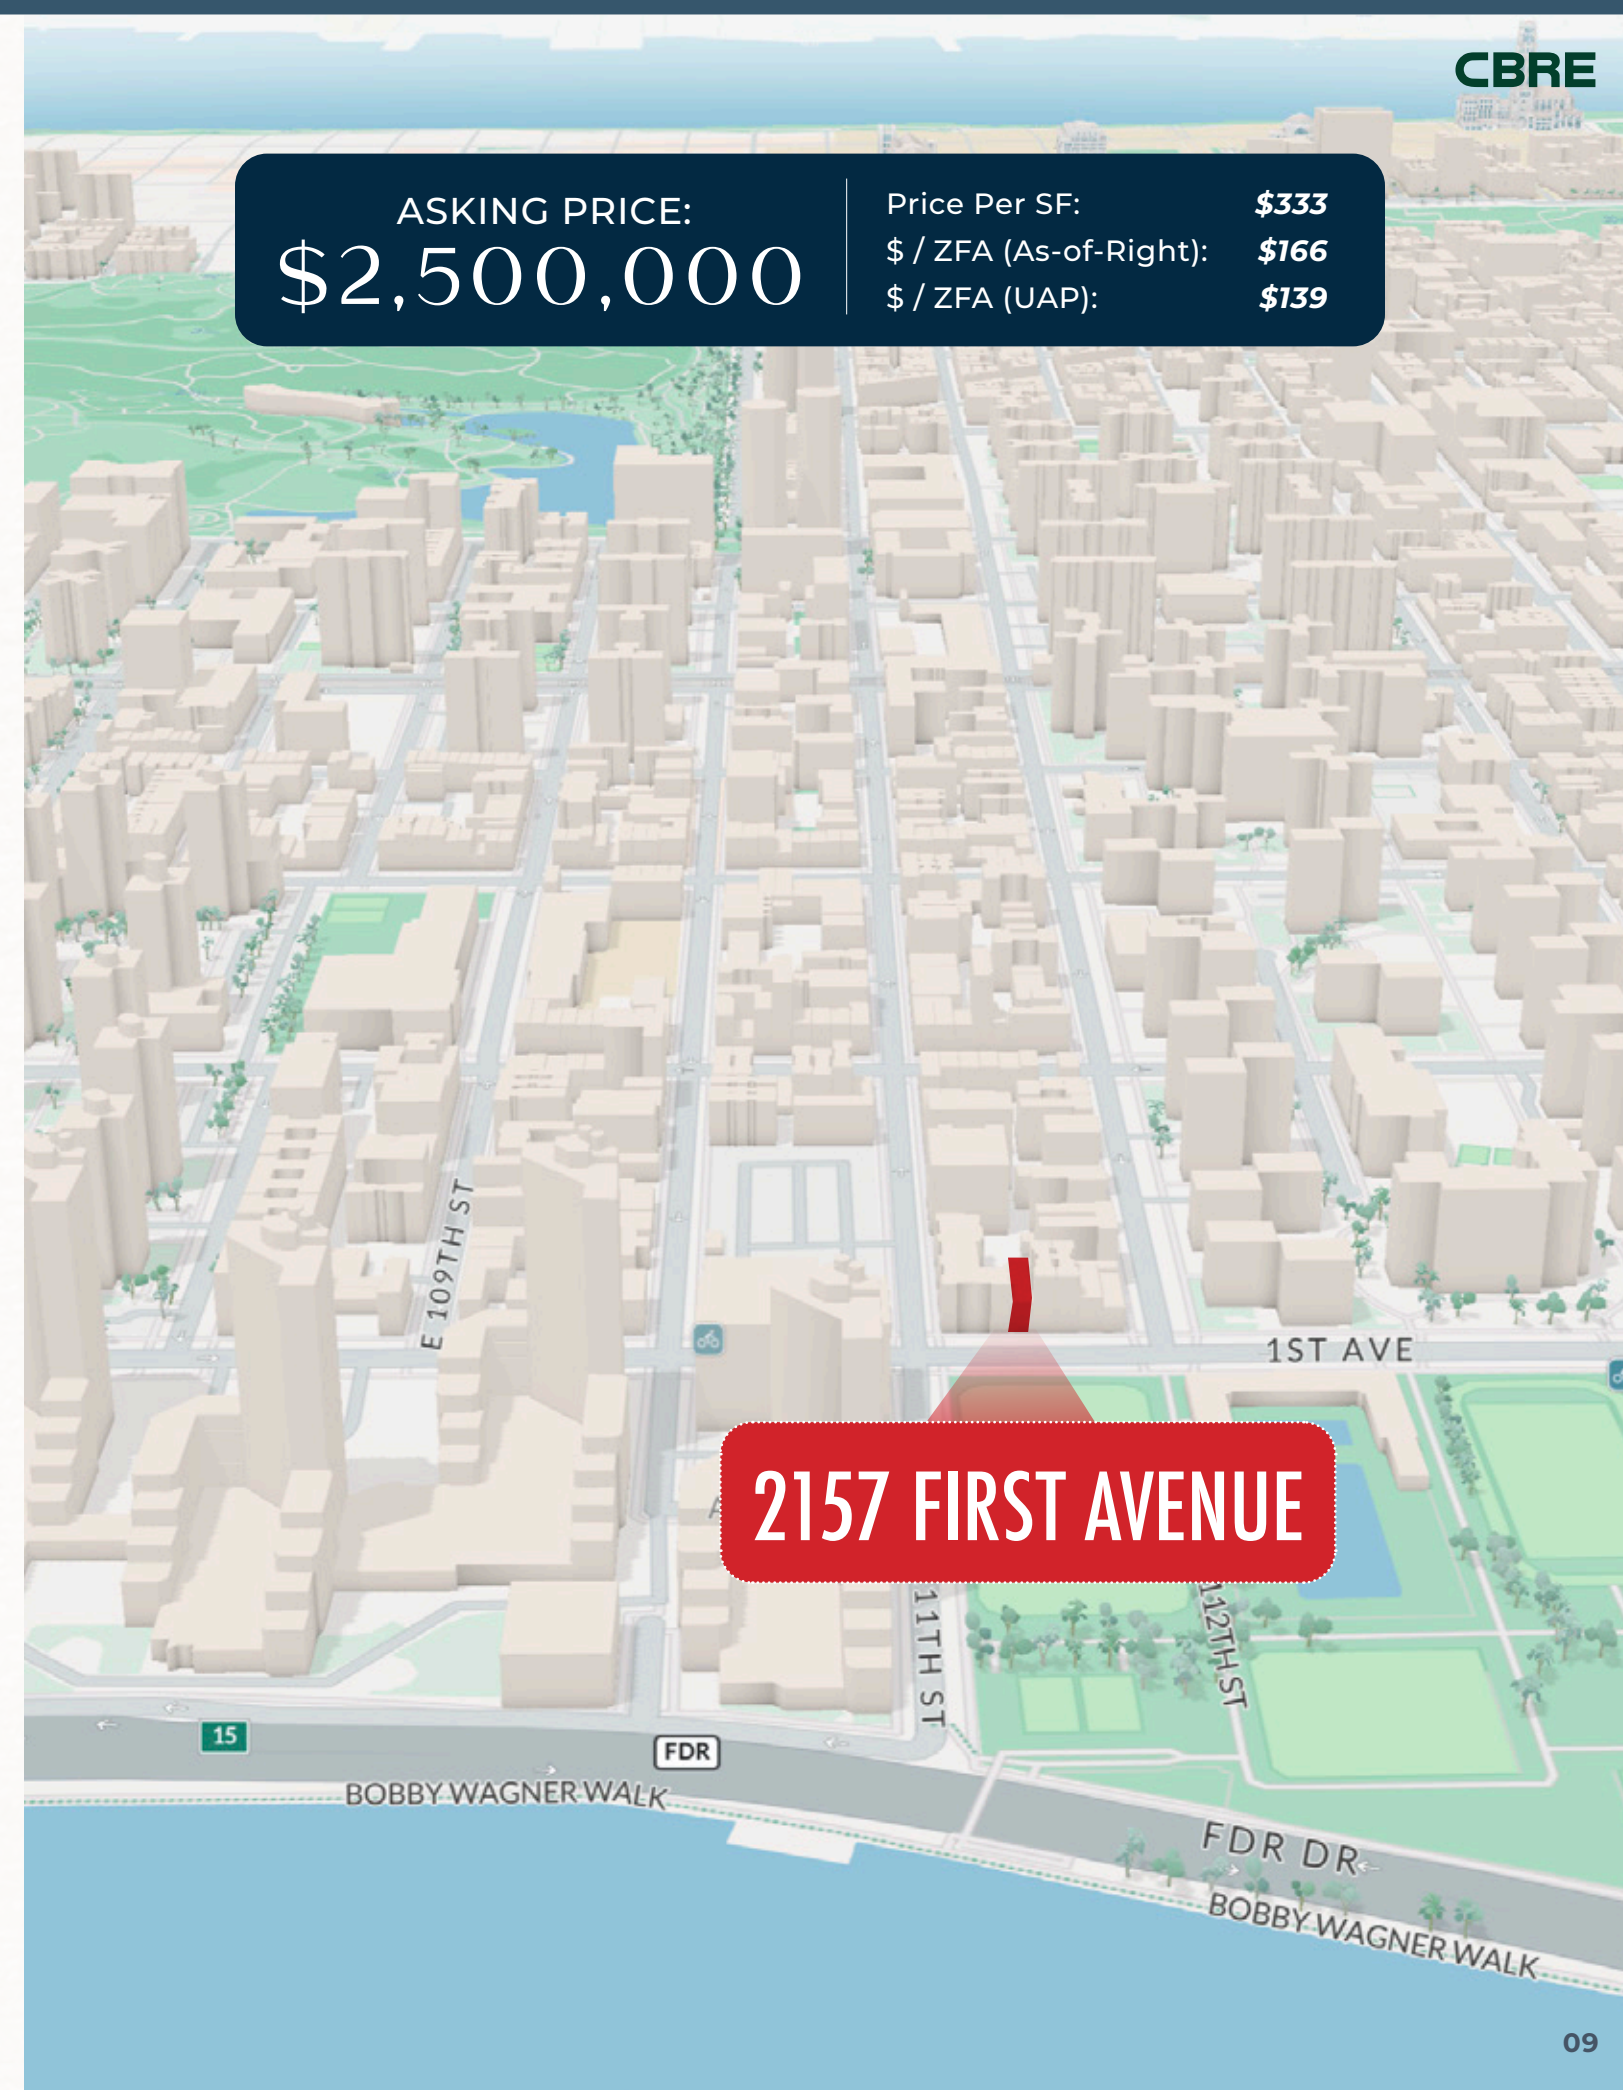 CBRE
ASKING PRICE:
$2,500,000
Price Per SF: $333
$ / ZFA (As-of-Right): $166
$ / ZFA (UAP): $139
E 109TH ST
1ST AVE
2157 FIRST AVENUE
11TH ST
112TH ST
15
FDR
BOBBY WAGNER WALK
FDR DR
BOBBY WAGNER WALK
09